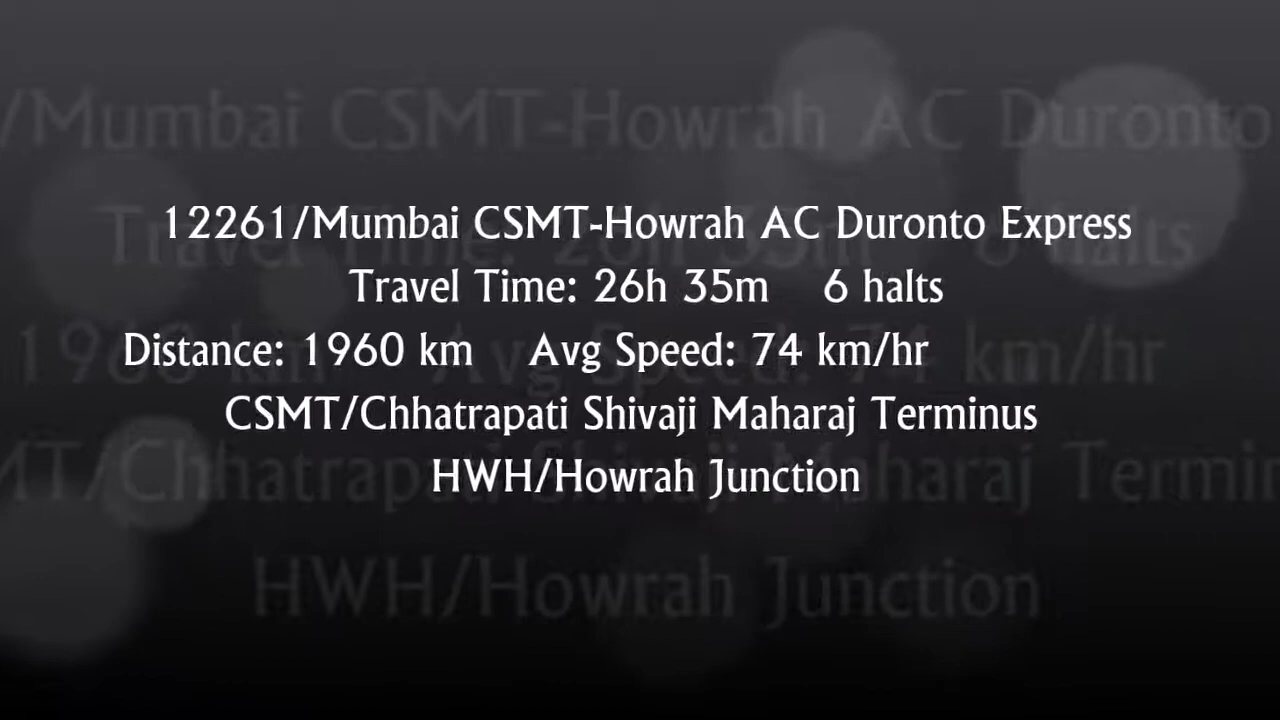 12261/Mumbai CSMT-Howrah AC Duronto Express
Travel Time: 26h 35m 6 halts
Distance: 1960 km Avg Speed: 74 km/hr
CSMT/Chhatrapati Shivaji Maharaj Terminus
HWH/Howrah Junction